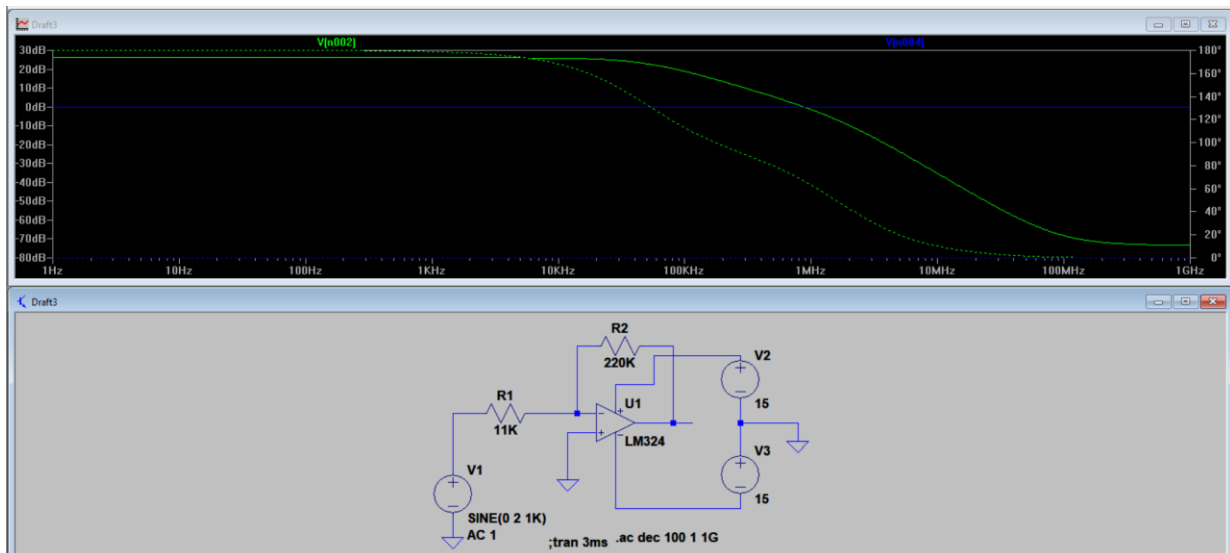 Draft3
V(n002)
V(n004)
30dB
20dB
10dB
0dB
-10dB
-20dB
-30dB
-40dB
-50dB
-60dB
-70dB
-80dB
180°
160°
140°
120°
100°
80°
60°
40°
20°
0°
1Hz 10Hz 100Hz 1KHz 10KHz 100KHz 1MHz 10MHz 100MHz 1GHz
Draft3
R2
220K
V2
15
R1
11K
U1
LM324
V3
15
V1
SINE(0 2 1K)
AC 1
;tran 3ms .ac dec 100 1 1G